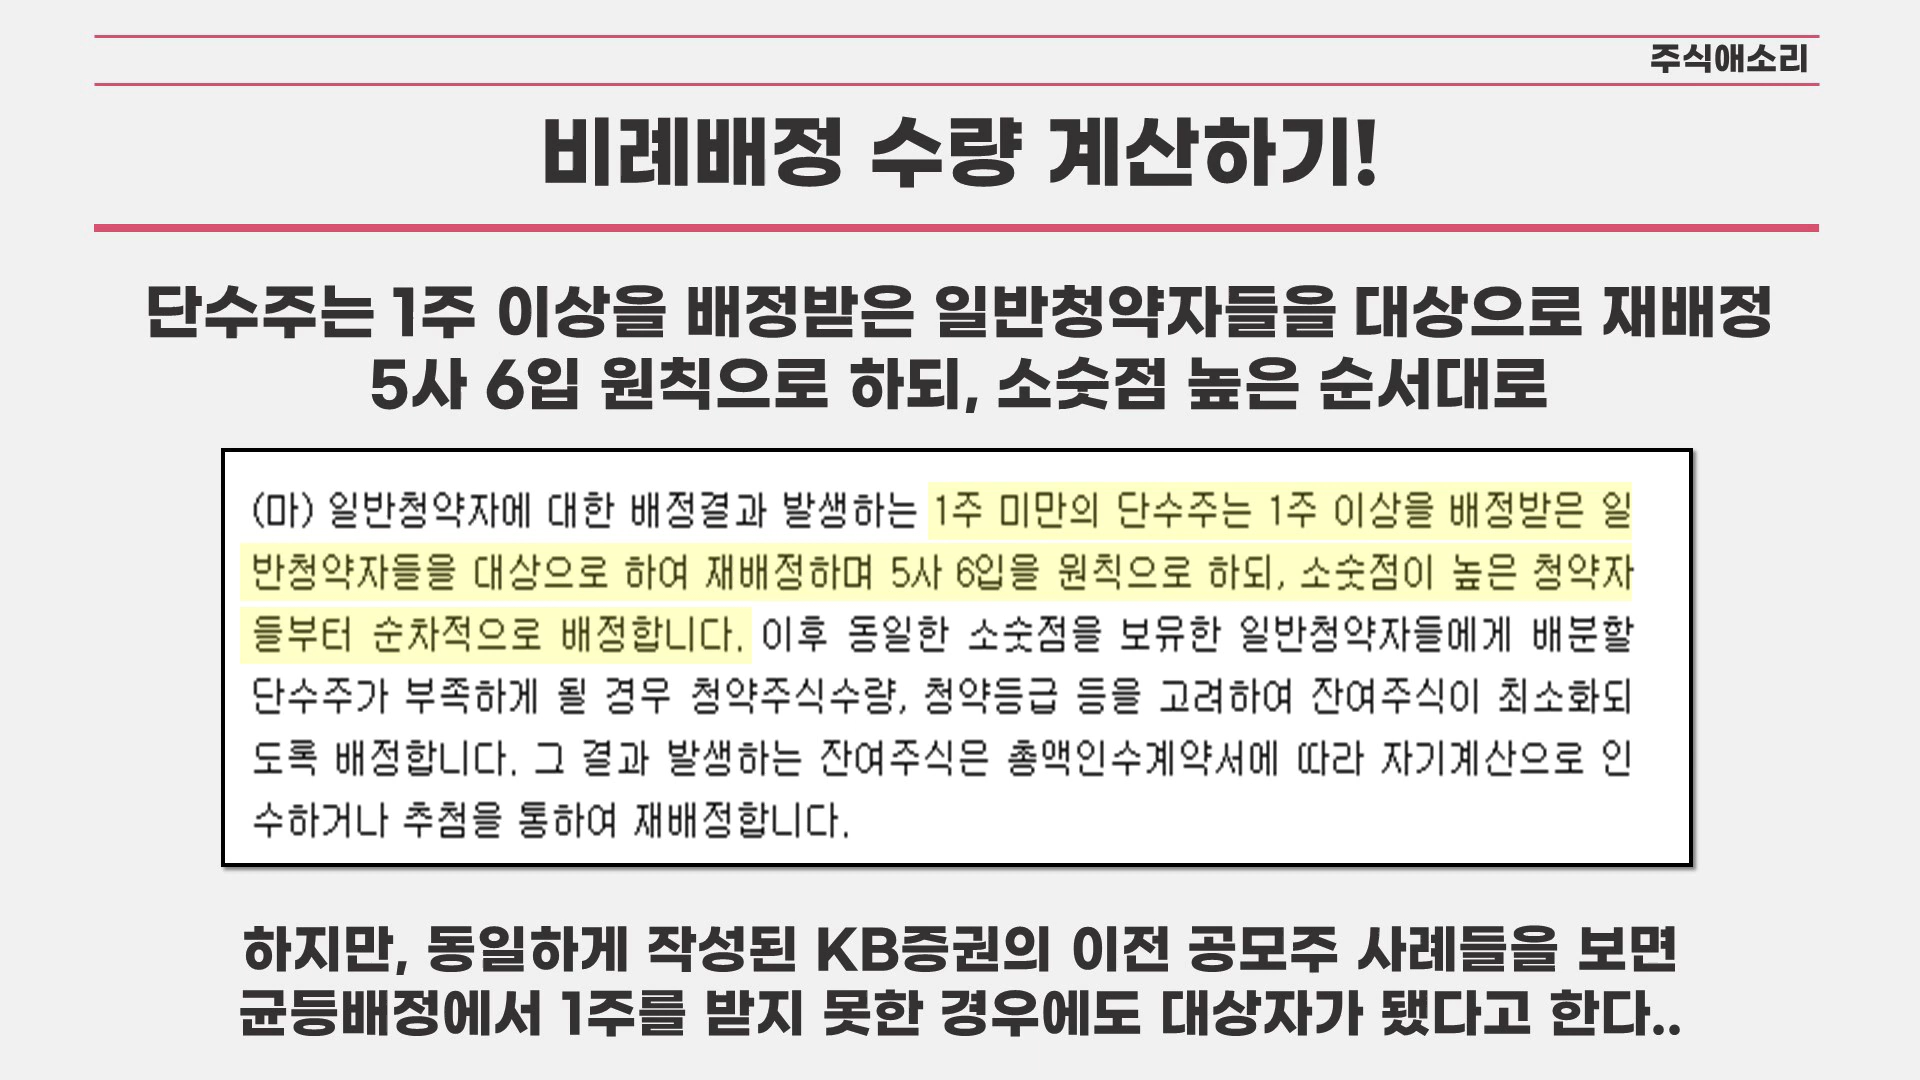 주식애소리
비례배정 수량 계산하기!
단수주는 1주 이상을 배정받은 일반청약자들을 대상으로 재배정
5사 6입 원칙으로 하되, 소숫점 높은 순서대로
(마) 일반청약자에 대한 배정결과 발생하는 1주 미만의 단수주는 1주 이상을 배정받은 일
반청약자들을 대상으로 하여 재배정하며 5사 6입을 원칙으로 하되, 소숫점이 높은 청약자
들부터 순차적으로 배정합니다. 이후 동일한 소숫점을 보유한 일반청약자들에게 배분할
단수주가 부족하게 될 경우 청약주식수량, 청약등급 등을 고려하여 잔여주식이 최소화되
도록 배정합니다. 그 결과 발생하는 잔여주식은 총액인수계약서에 따라 자기계산으로 인
수하거나 추첨을 통하여 재배정합니다.
하지만, 동일하게 작성된 KB증권의 이전 공모주 사례들을 보면
균등배정에서 1주를 받지 못한 경우에도 대상자가 됐다고 한다..